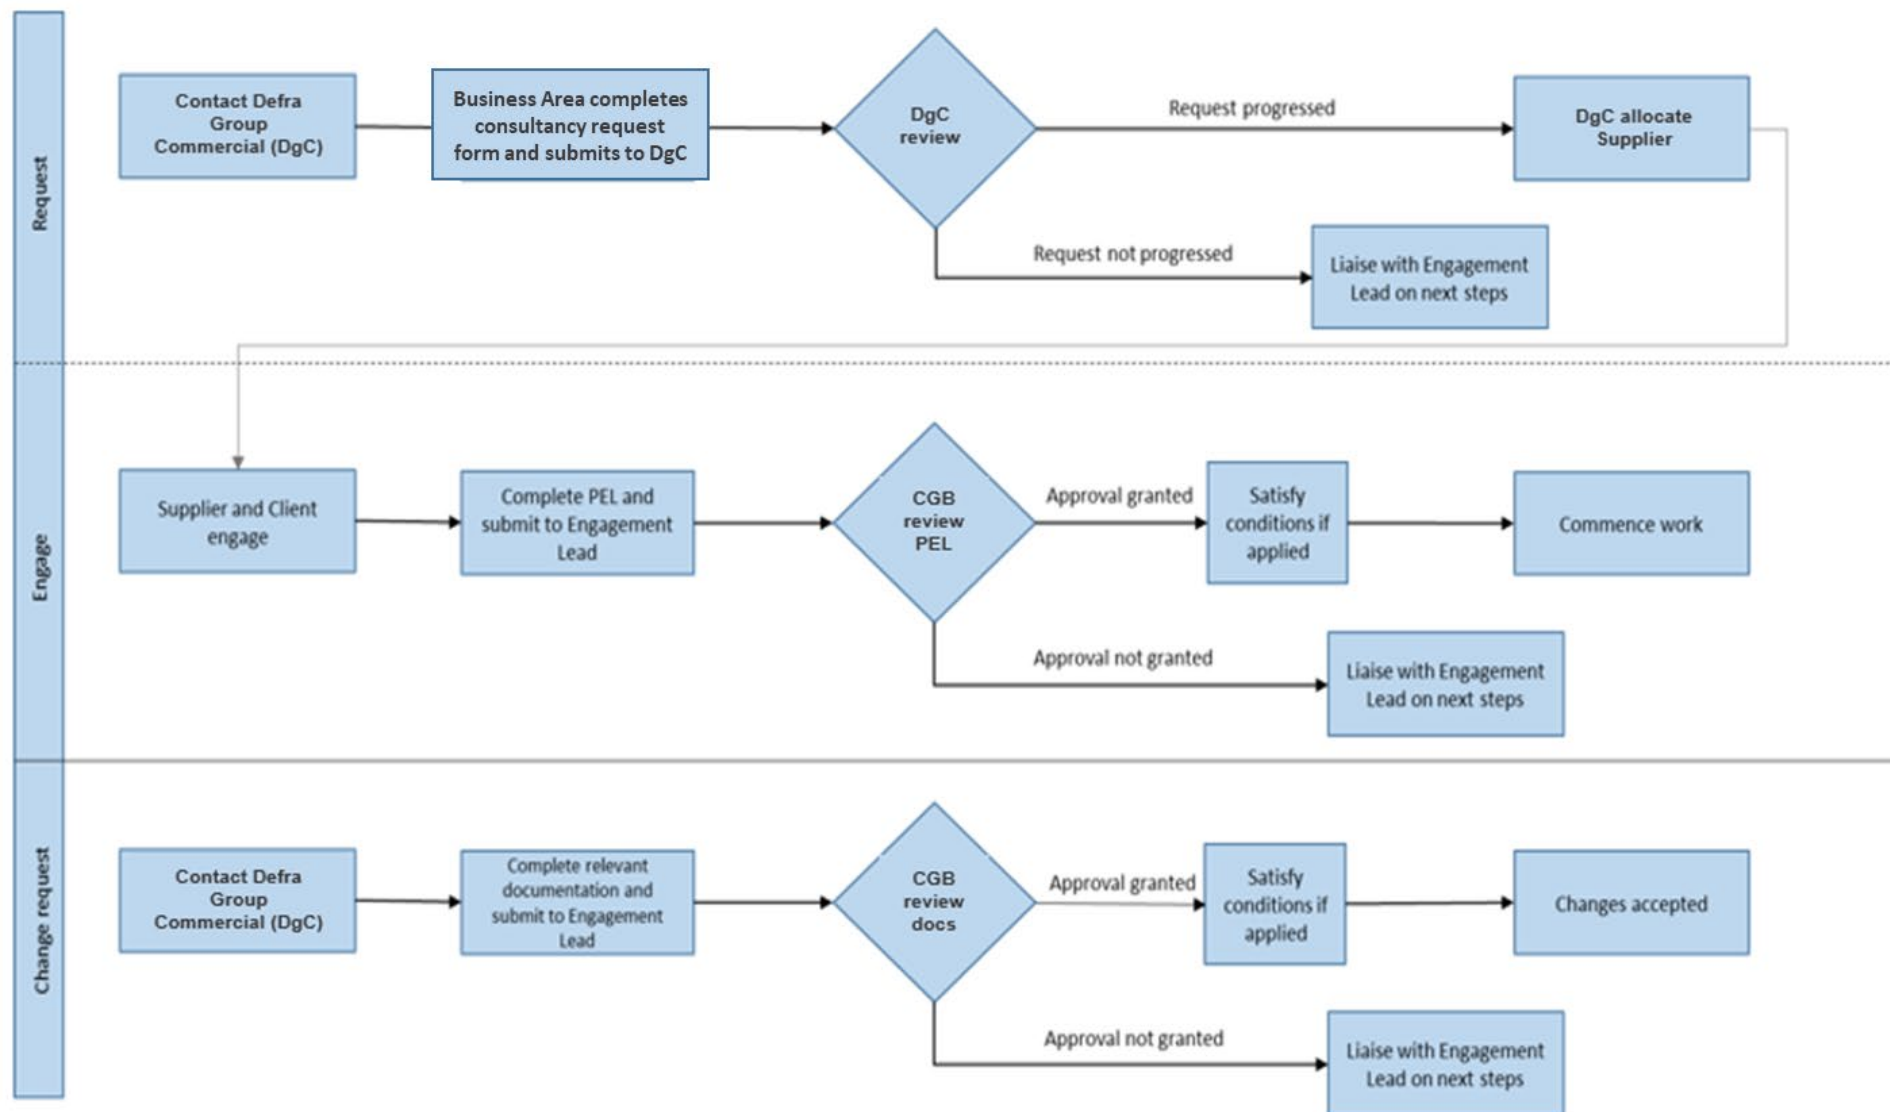 Request
Contact Defra
Group
Commercial (DgC)
Business Area completes
consultancy request
form and submits to DgC
DgC
review
Request progressed
DgC allocate
Supplier
Request not progressed
Liaise with Engagement
Lead on next steps
Engage
Supplier and Client
engage
Complete PEL and
submit to Engagement
Lead
CGB
review
PEL
Approval granted
Satisfy
conditions if
applied
Commence work
Approval not granted
Liaise with Engagement
Lead on next steps
Change request
Contact Defra
Group
Commercial (DgC)
Complete relevant
documentation and
submit to Engagement
Lead
CGB
review
docs
Approval granted
Satisfy
conditions if
applied
Changes accepted
Approval not granted
Liaise with Engagement
Lead on next steps